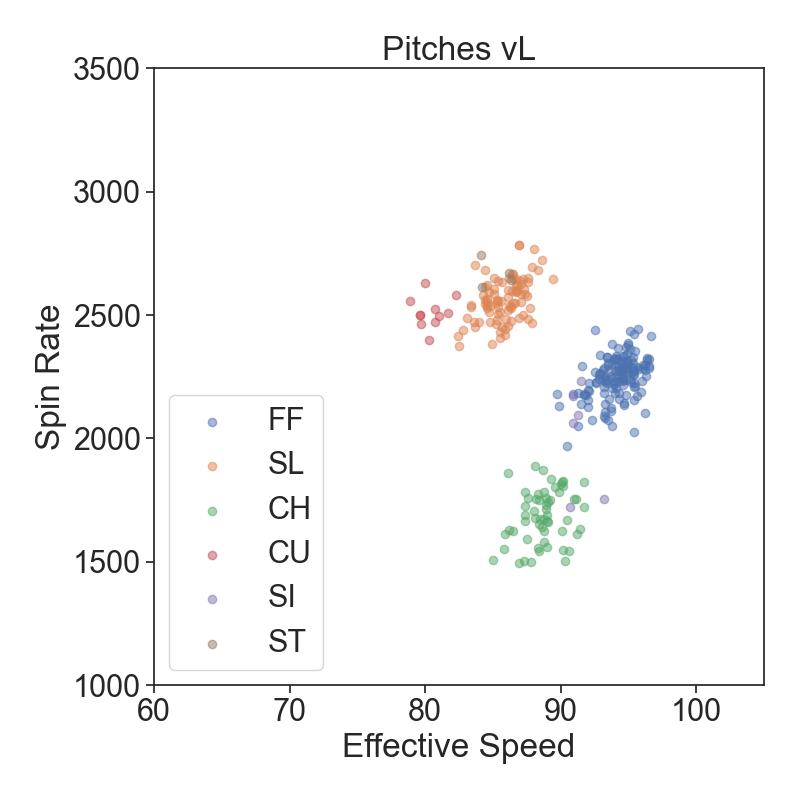 Pitches vL
3500
3000
2500
2000
1500
1000
Spin Rate
FF
SL
CH
CU
SI
ST
60 70 80 90 100
Effective Speed